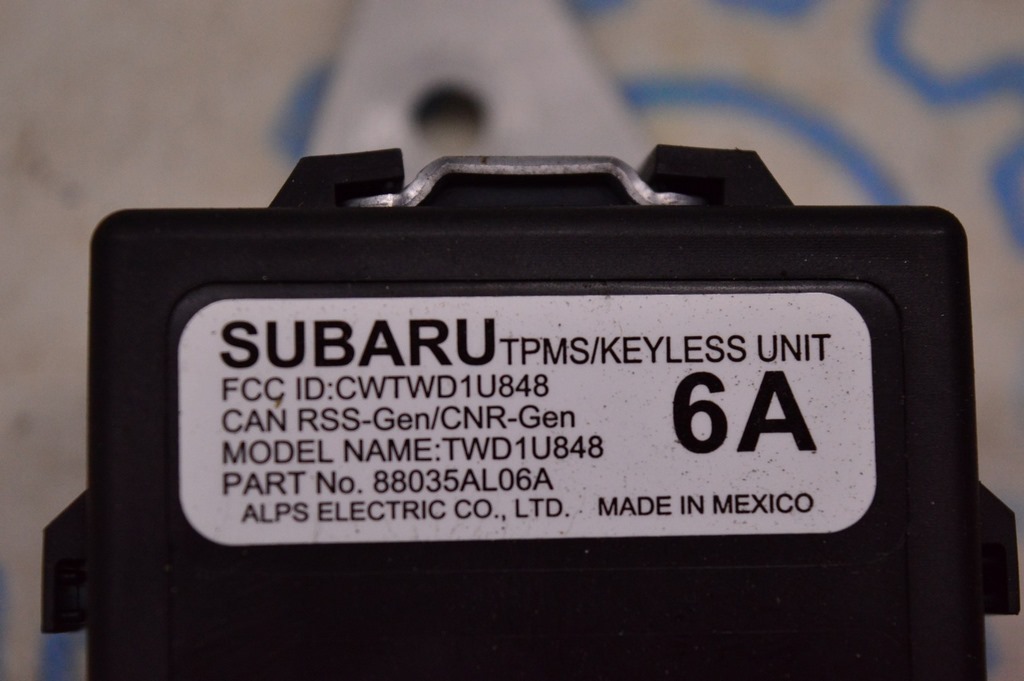 SUBARU TPMS/KEYLESS UNIT
FCC ID:CWTWD1U848
CAN RSS-Gen/CNR-Gen
6A
MODEL NAME:TWD1U848
PART No. 88035AL06A
ALPS ELECTRIC CO., LTD. MADE IN MEXICO